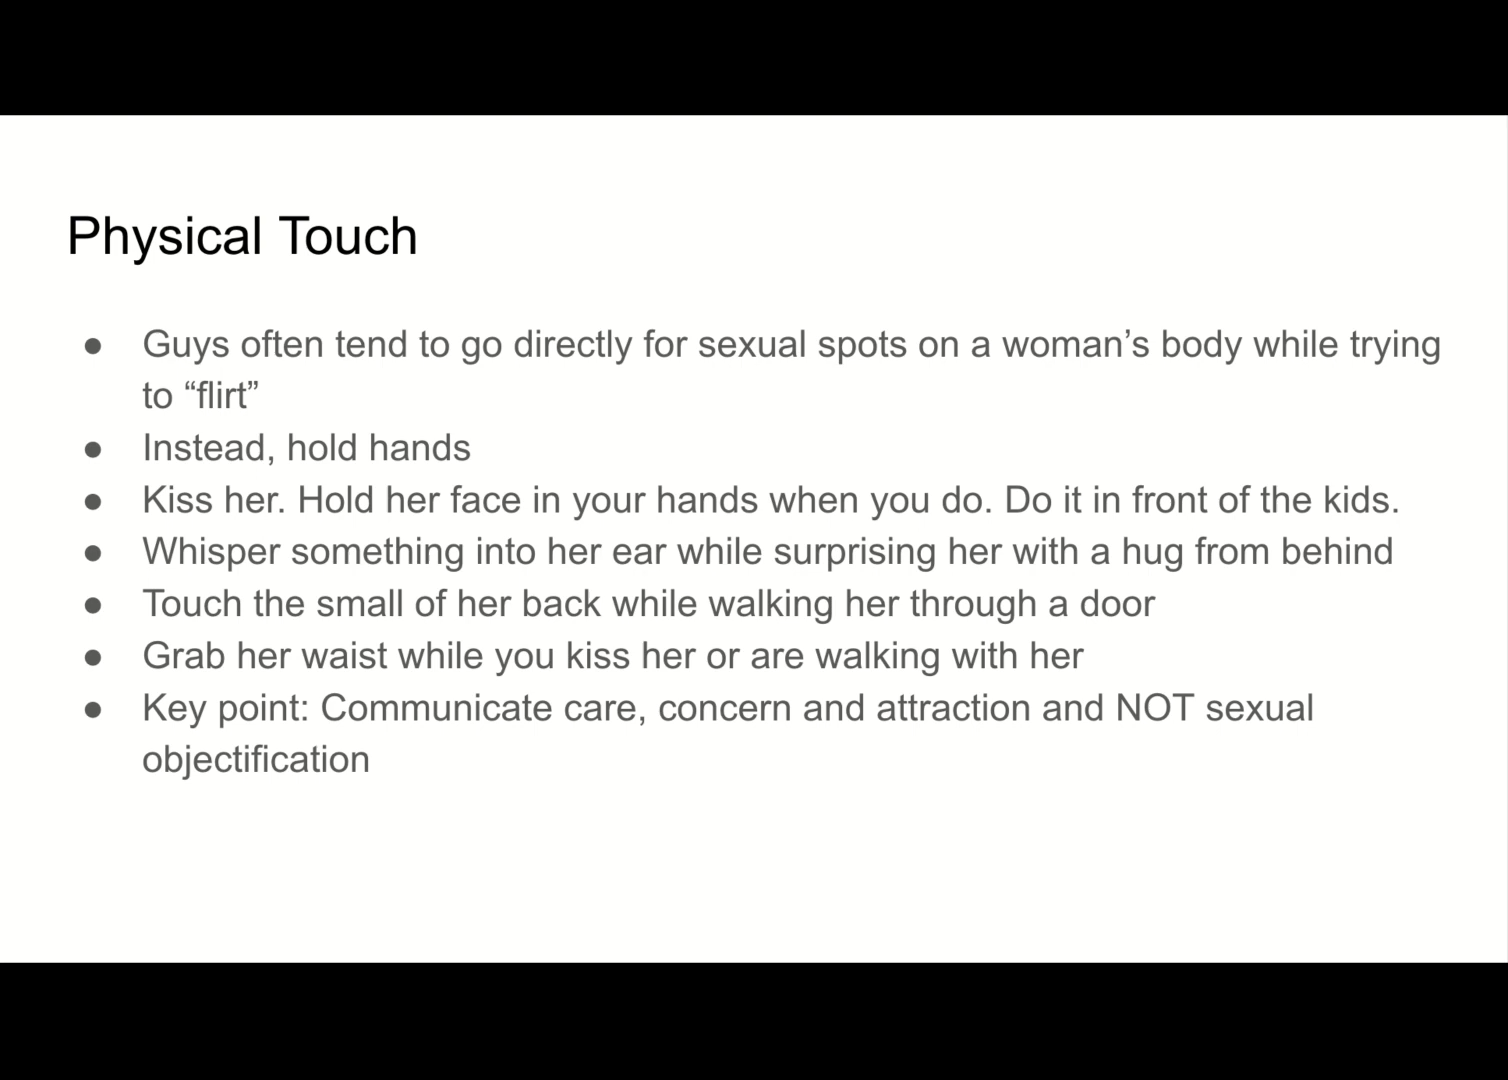 Physical Touch
● Guys often tend to go directly for sexual spots on a woman’s body while trying
to “flirt”
● Instead, hold hands
● Kiss her. Hold her face in your hands when you do. Do it in front of the kids.
● Whisper something into her ear while surprising her with a hug from behind
● Touch the small of her back while walking her through a door
● Grab her waist while you kiss her or are walking with her
● Key point: Communicate care, concern and attraction and NOT sexual
objectification